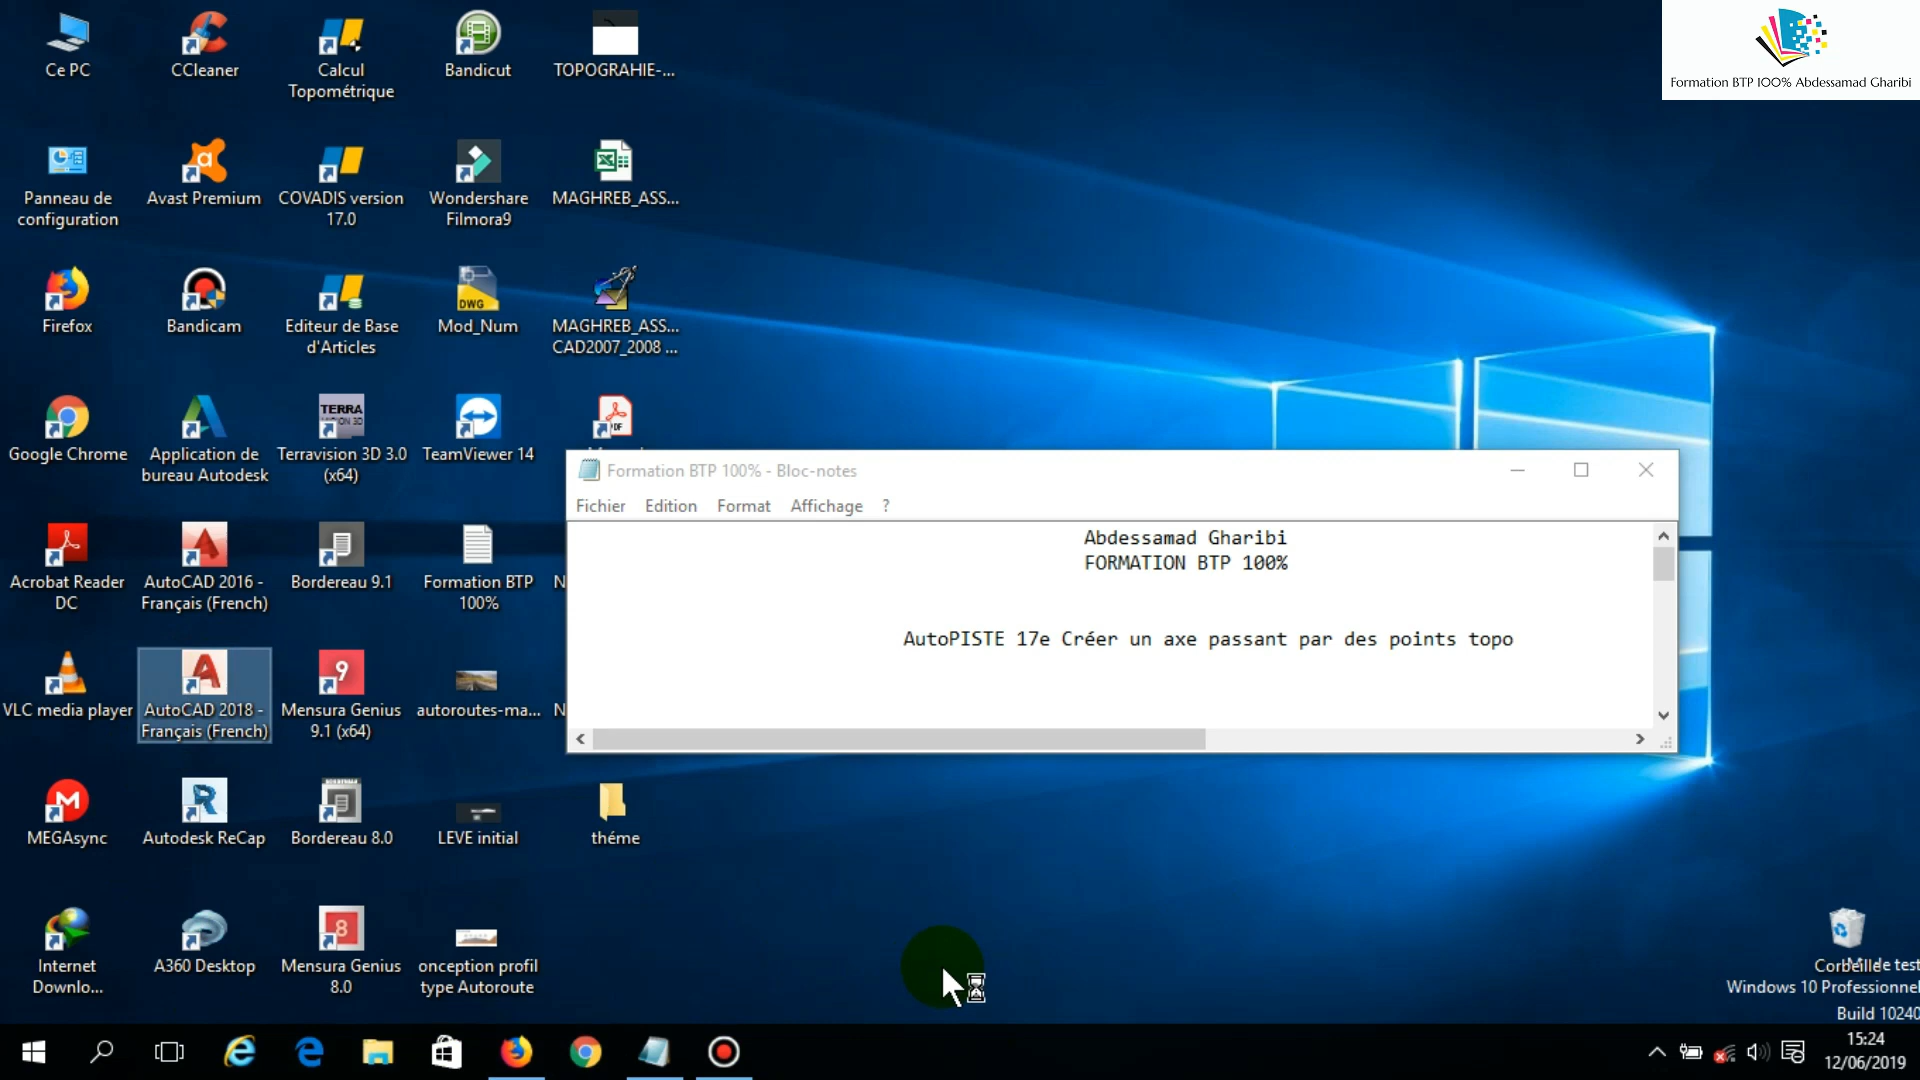 Ce PC
CCleaner
Calcul
Topométrique
Bandicut
TOPOGRAHIE-...
Formation BTP 100% Abdessamad Gharibi
Panneau de
configuration
Avast Premium
COVADIS version
17.0
Wondershare
Filmora9
MAGHREB_ASS...
Firefox
Bandicam
Editeur de Base
d'Articles
DWG
Mod_Num
MAGHREB_ASS...
CAD2007_2008 ...
Google Chrome
Application de
bureau Autodesk
TERRA
Terravision 3D 3.0
(x64)
TeamViewer 14
Formation BTP 100% - Bloc-notes
Fichier Edition Format Affichage ?
Abdessamad Gharibi
FORMATION BTP 100%
AutoPISTE 17e Créer un axe passant par des points topo
Acrobat Reader
DC
AutoCAD 2016 -
Français (French)
Bordereau 9.1
Formation BTP
100%
N
VLC media player
AutoCAD 2018 -
Français (French)
9
Mensura Genius
9.1 (x64)
autoroutes-ma...
N
MEGAsync
Autodesk ReCap
Bordereau 8.0
LEVE initial
théme
Internet
Downlo...
A360 Desktop
8
Mensura Genius
8.0
onception profil
type Autoroute
Corbeille
de test
Windows 10 Professionnel
Build 10240
15:24
12/06/2019